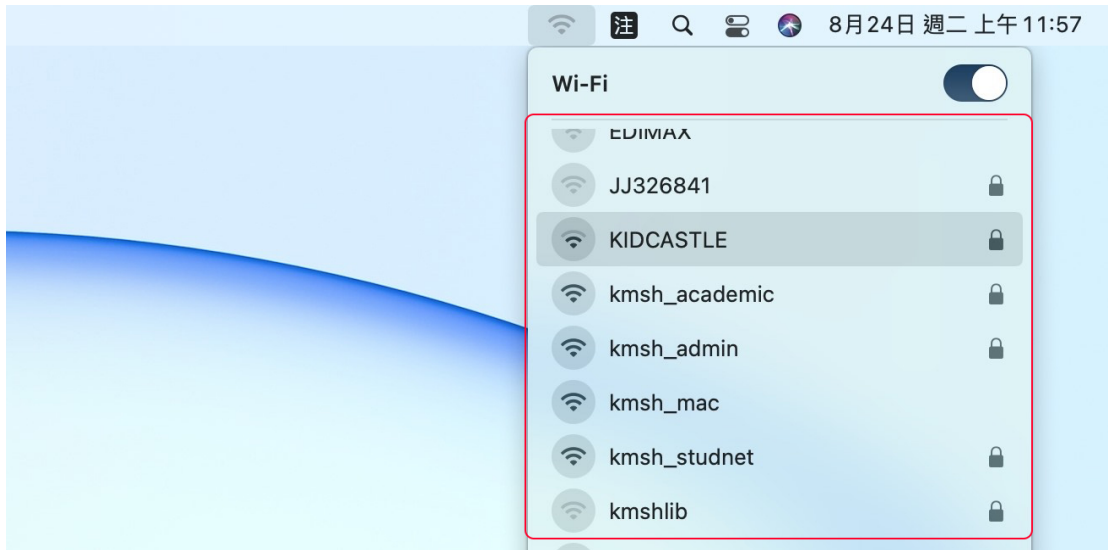 注 8月24日 週二 上午11:57
Wi-Fi
EDIMAX
JJ326841
KIDCASTLE
kmsh_academic
kmsh_admin
kmsh_mac
kmsh_studnet
kmshlib